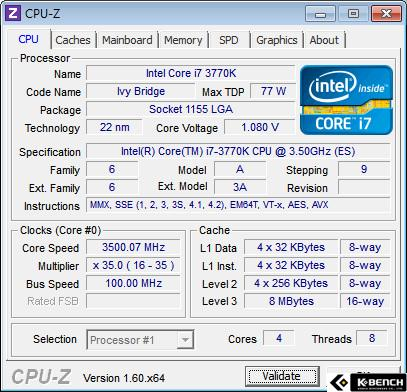 CPU-Z
CPU Caches Mainboard Memory SPD Graphics About
Processor
Name Intel Core i7 3770K
Code Name Ivy Bridge Max TDP 77 W
Package Socket 1155 LGA
Technology 22 nm Core Voltage 1.080 V
intel inside™
CORE™ i7
Specification Intel(R) Core(TM) i7-3770K CPU @ 3.50GHz (ES)
Family 6 Model A Stepping 9
Ext. Family 6 Ext. Model 3A Revision
Instructions MMX, SSE (1, 2, 3, 3S, 4.1, 4.2), EM64T, VT-x, AES, AVX
Clocks (Core #0)
Core Speed 3500.07 MHz
Multiplier x 35.0 ( 16 - 35 )
Bus Speed 100.00 MHz
Rated FSB
Cache
L1 Data 4 x 32 KBytes 8-way
L1 Inst. 4 x 32 KBytes 8-way
Level 2 4 x 256 KBytes 8-way
Level 3 8 MBytes 16-way
Selection Processor #1 Cores 4 Threads 8
CPU-Z Version 1.60.x64 Validate
K-BENCH